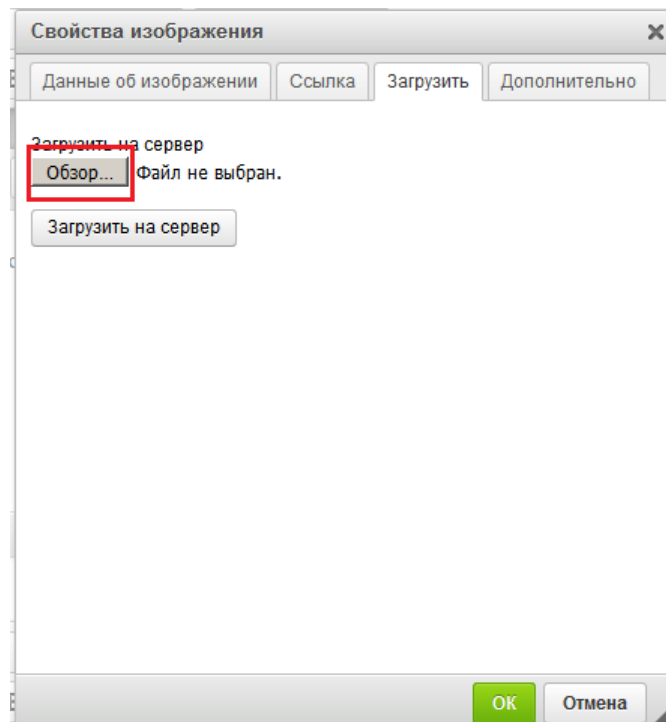 Свойства изображения
Данные об изображении Ссылка Загрузить Дополнительно
Загрузить на сервер
Обзор... Файл не выбран.
Загрузить на сервер
ОК Отмена